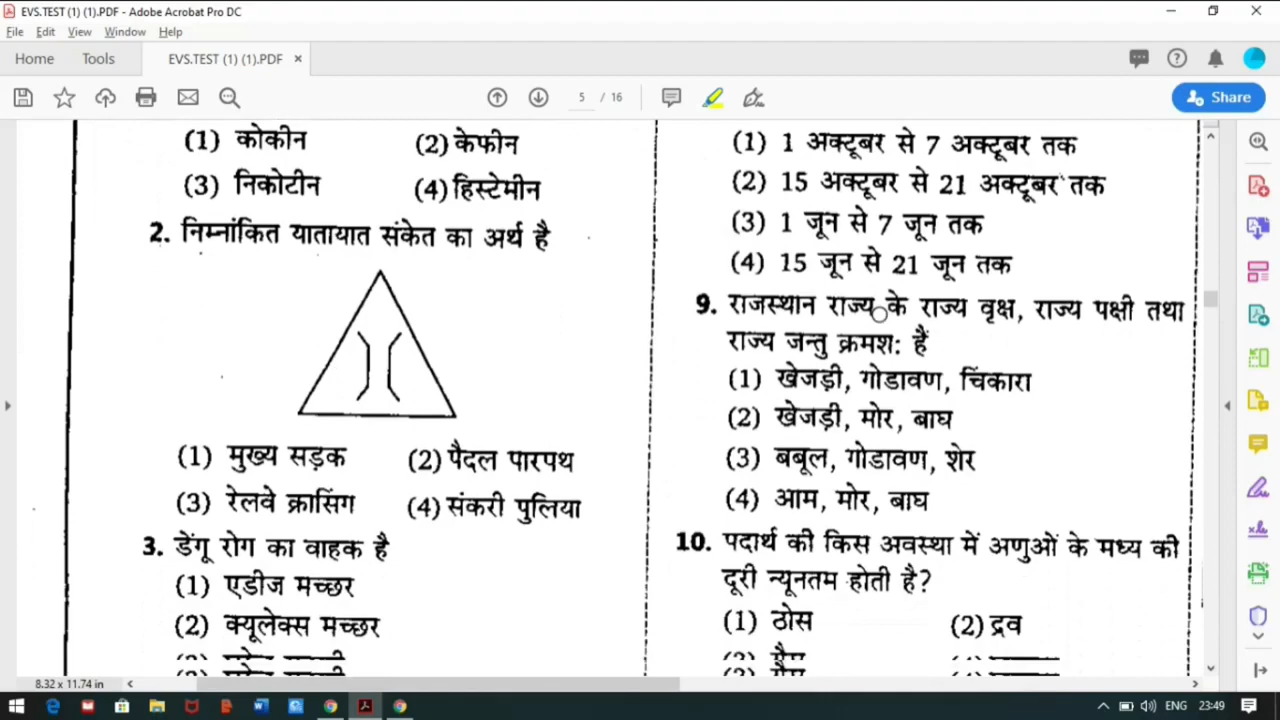 EVS.TEST (1) (1).PDF - Adobe Acrobat Pro DC
File Edit View Window Help
Home Tools EVS.TEST (1) (1).PDF ×
5 / 16
Share
(1) कोकीन (2) केफीन
(3) निकोटीन (4) हिस्टेमीन
2. निम्नांकित यातायात संकेत का अर्थ है
(1) मुख्य सड़क (2) पैदल पारपथ
(3) रेलवे क्रासिंग (4) संकरी पुलिया
3. डेंगू रोग का वाहक है
(1) एडीज मच्छर
(2) क्यूलेक्स मच्छर
(1) 1 अक्टूबर से 7 अक्टूबर तक
(2) 15 अक्टूबर से 21 अक्टूबर तक
(3) 1 जून से 7 जून तक
(4) 15 जून से 21 जून तक
9. राजस्थान राज्य के राज्य वृक्ष, राज्य पक्षी तथा
राज्य जन्तु क्रमश: हैं
(1) खेजड़ी, गोडावण, चिंकारा
(2) खेजड़ी, मोर, बाघ
(3) बबूल, गोडावण, शेर
(4) आम, मोर, बाघ
10. पदार्थ की किस अवस्था में अणुओं के मध्य की
दूरी न्यूनतम होती है?
(1) ठोस (2) द्रव
8.32 x 11.74 in
ENG 23:49